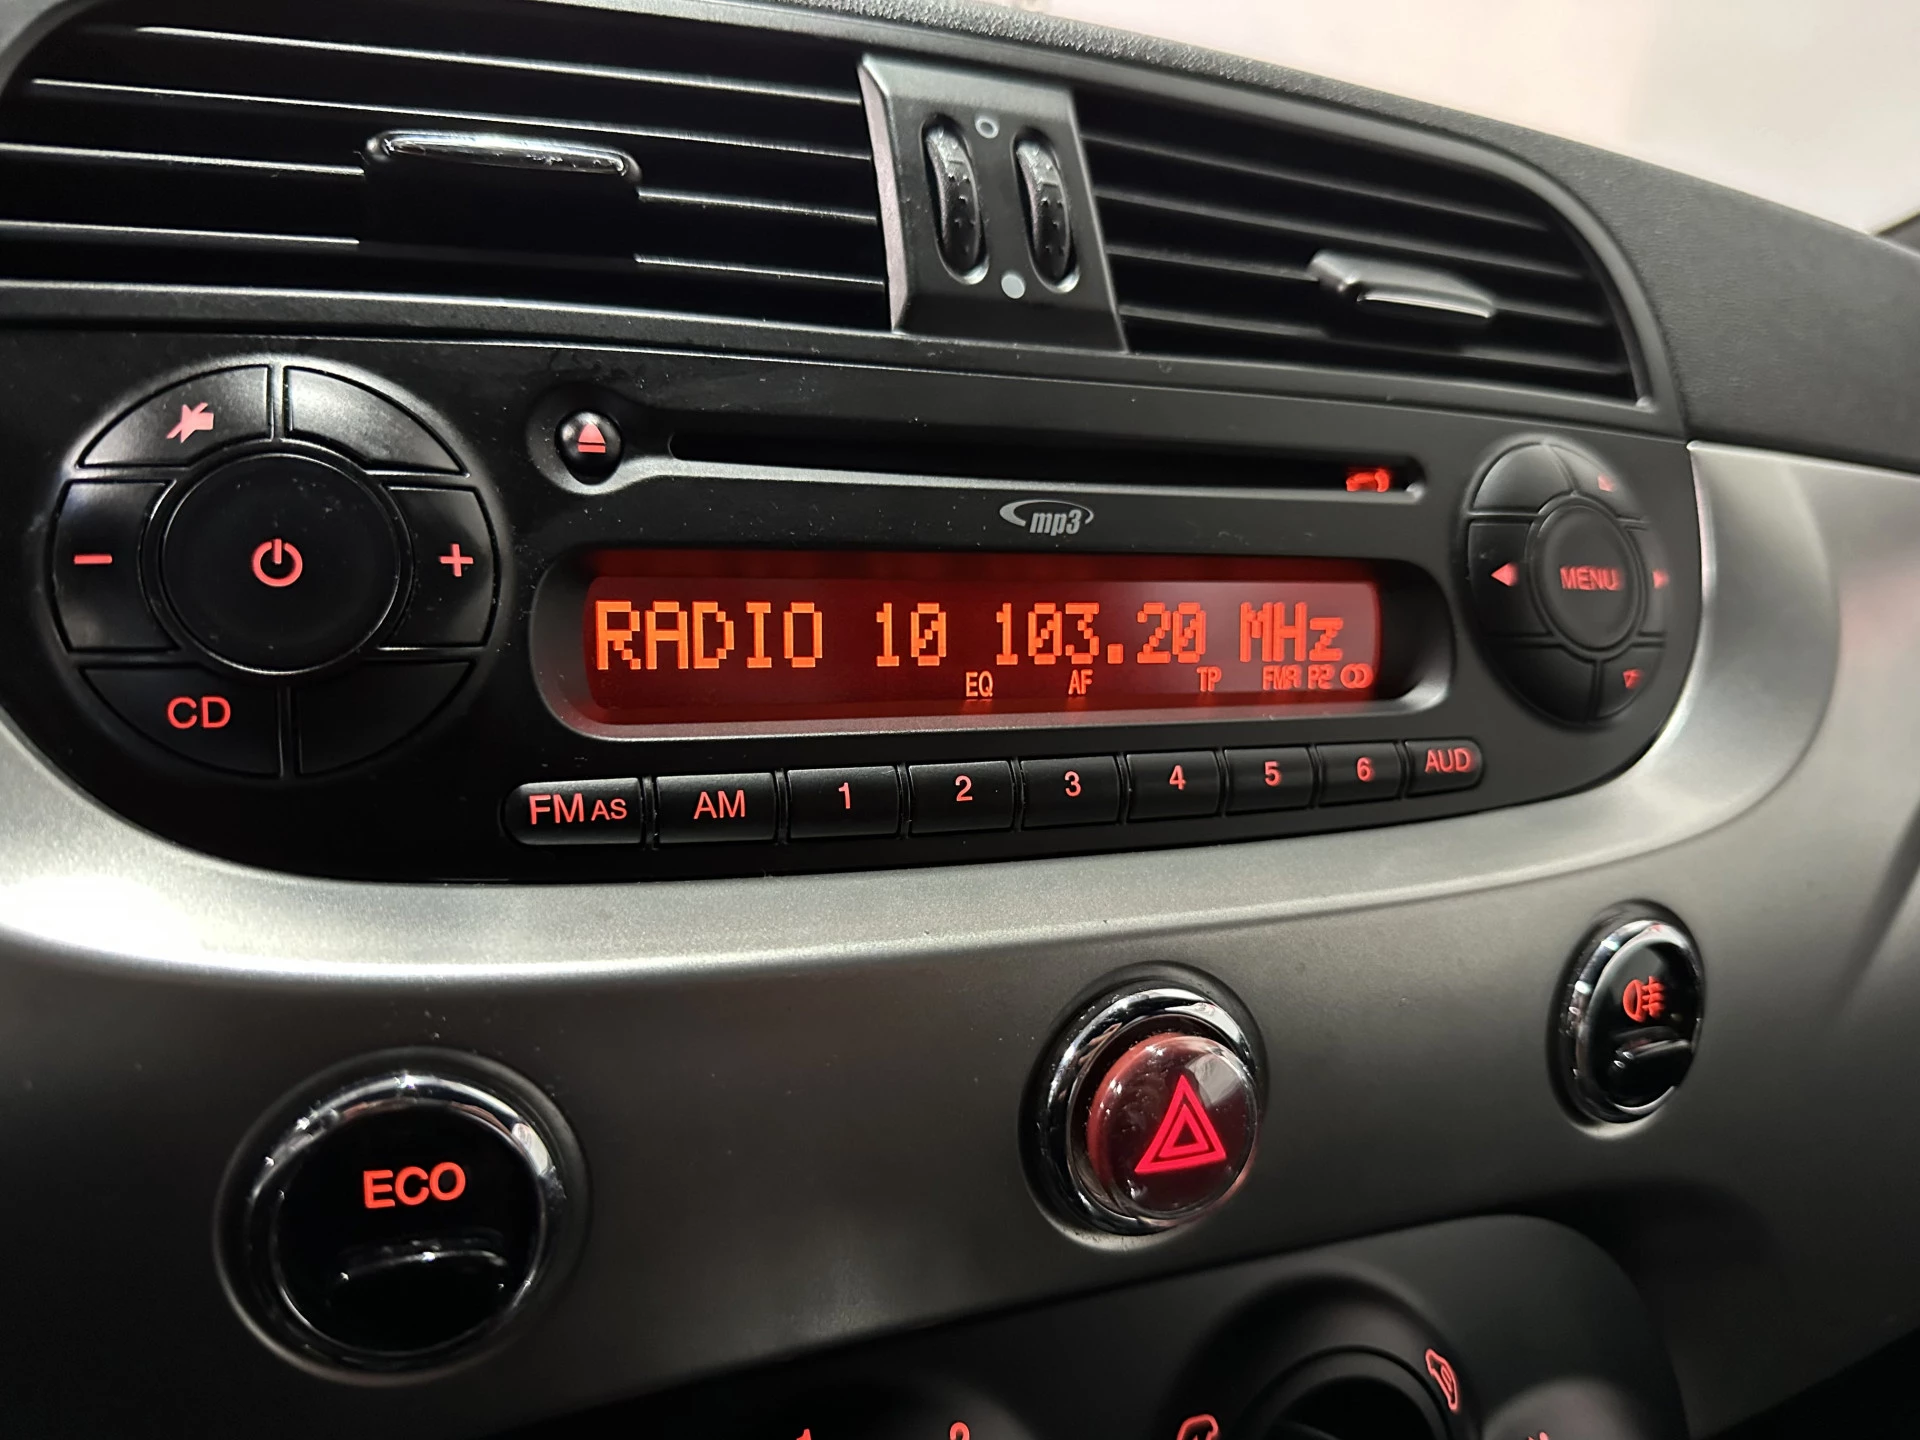 mp3
RADIO 10 103.20 MHz
EQ AF TP P2
MENU
CD
FM AS AM 1 2 3 4 5 6 AUD
ECO